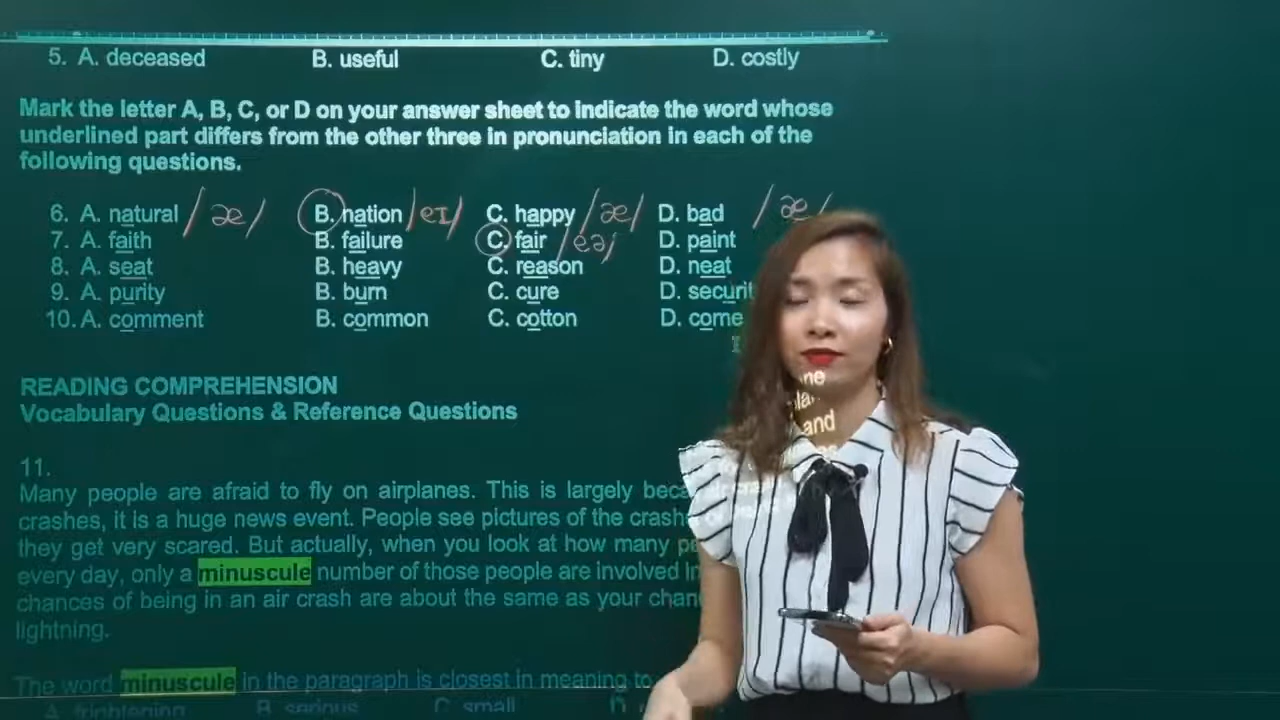 5. A. deceased B. useful C. tiny D. costly
Mark the letter A, B, C, or D on your answer sheet to indicate the word whose
underlined part differs from the other three in pronunciation in each of the
following questions.
6. A. natural /æ/ B. nation /eɪ/ C. happy /æ/ D. bad /æ/
7. A. faith B. failure C. fair /eə/ D. paint
8. A. seat B. heavy C. reason D. neat
9. A. purity B. burn C. cure D. securit
10. A. comment B. common C. cotton D. come
READING COMPREHENSION
Vocabulary Questions & Reference Questions
11.
Many people are afraid to fly on airplanes. This is largely
crashes, it is a huge news event. People see pictures of the crash
they get very scared. But actually, when you look at how many
every day, only a minuscule number of those people are involved
chances of being in an air crash are about the same as your
and
lightning.
The word minuscule in the paragraph is closest in meaning to
A. frightening B. serious C. small